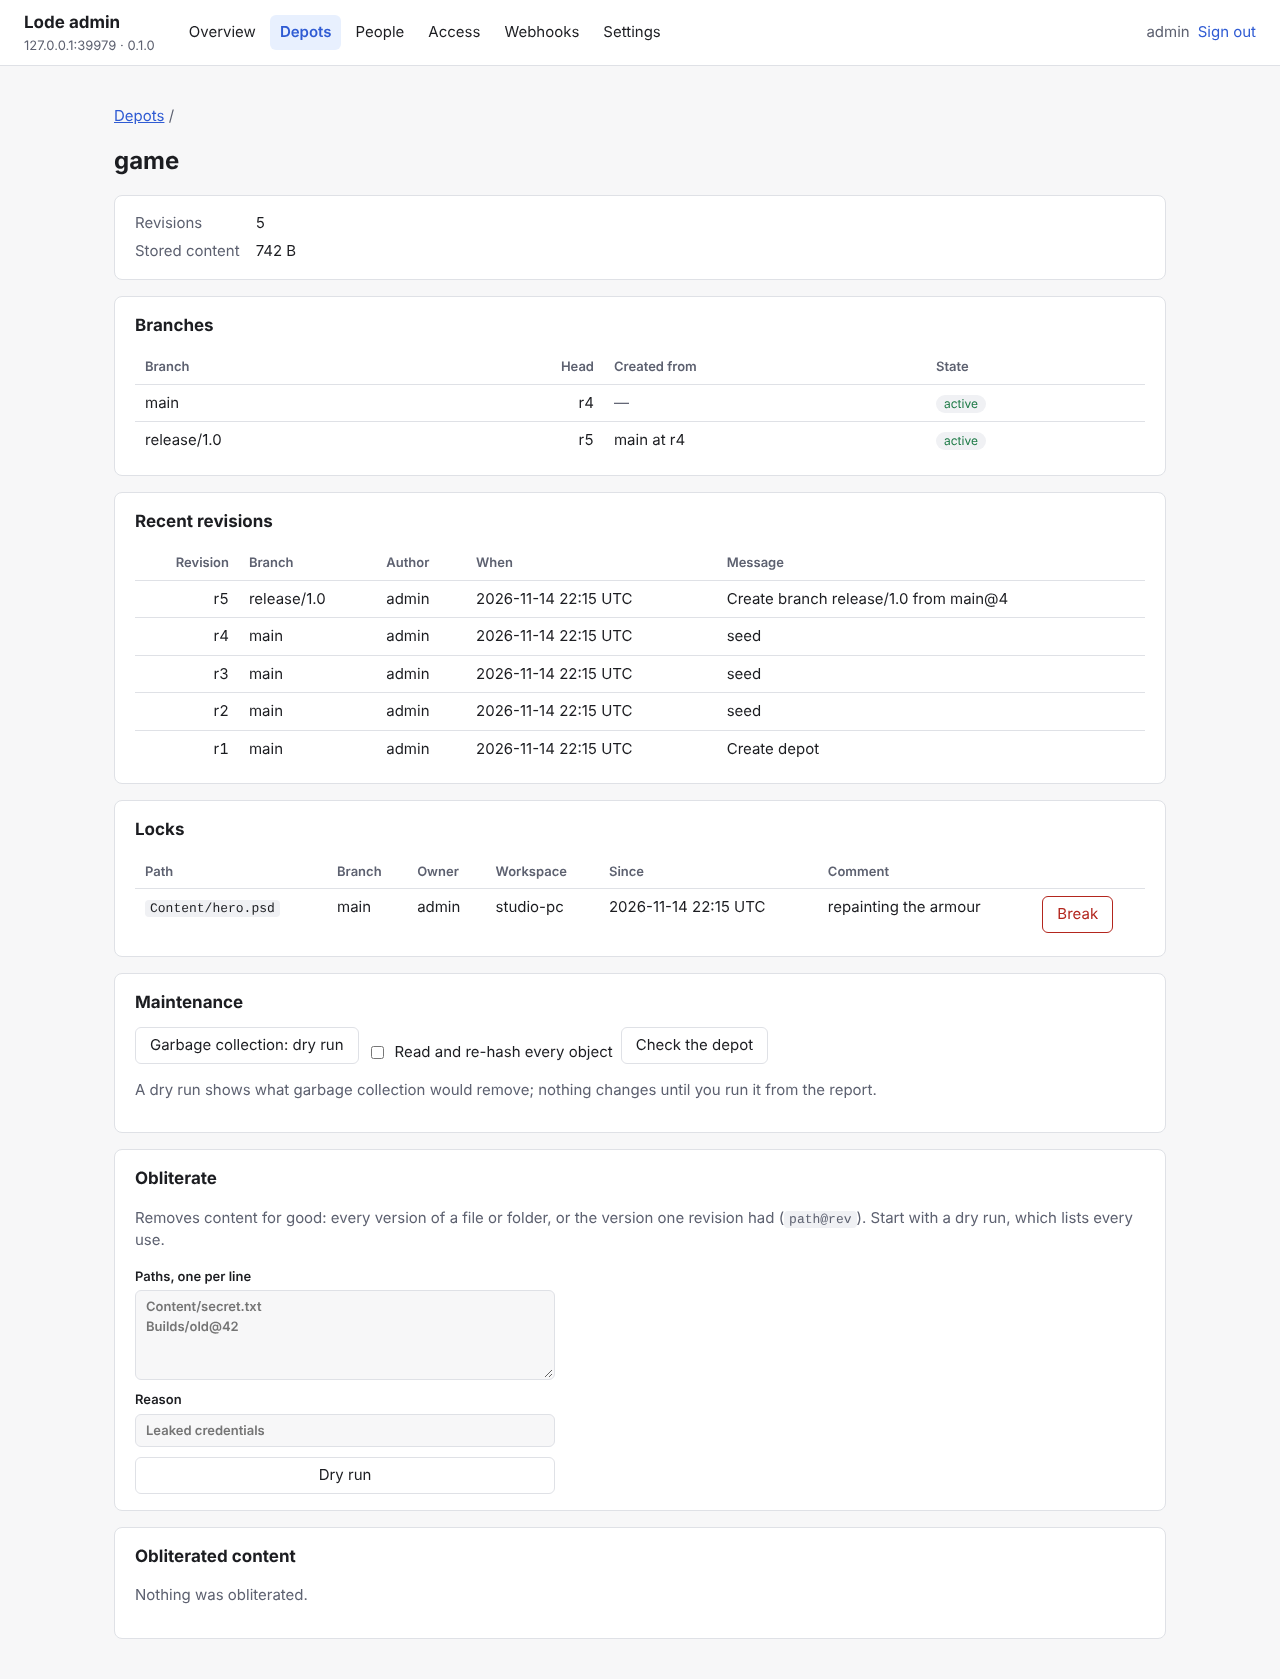 Lode admin
127.0.0.1:39979 · 0.1.0
Overview Depots People Access Webhooks Settings
admin Sign out
Depots /
game
Revisions 5
Stored content 742 B
Branches
Branch Head Created from State
main r4 — active
release/1.0 r5 main at r4 active
Recent revisions
Revision Branch Author When Message
r5 release/1.0 admin 2026-11-14 22:15 UTC Create branch release/1.0 from main@4
r4 main admin 2026-11-14 22:15 UTC seed
r3 main admin 2026-11-14 22:15 UTC seed
r2 main admin 2026-11-14 22:15 UTC seed
r1 main admin 2026-11-14 22:15 UTC Create depot
Locks
Path Branch Owner Workspace Since Comment
Content/hero.psd main admin studio-pc 2026-11-14 22:15 UTC repainting the armour Break
Maintenance
Garbage collection: dry run Read and re-hash every object Check the depot
A dry run shows what garbage collection would remove; nothing changes until you run it from the report.
Obliterate
Removes content for good: every version of a file or folder, or the version one revision had (path@rev). Start with a dry run, which lists every
use.
Paths, one per line
Content/secret.txt
Builds/old@42
Reason
Leaked credentials
Dry run
Obliterated content
Nothing was obliterated.